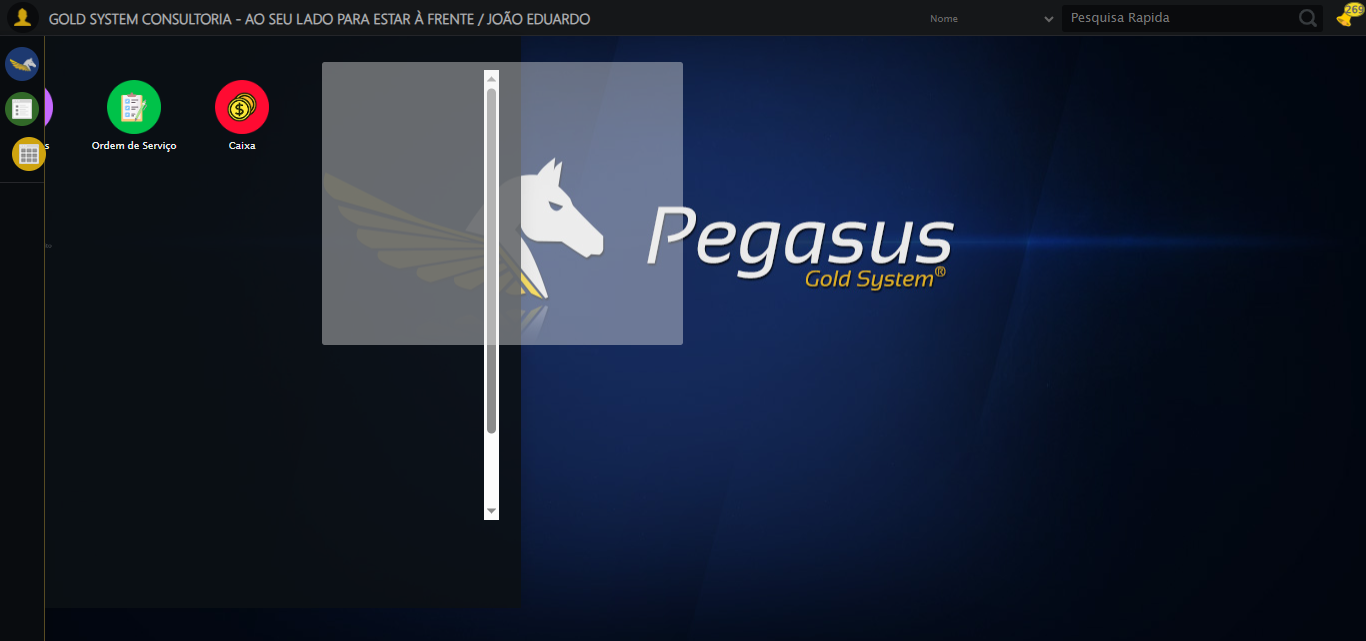 GOLD SYSTEM CONSULTORIA - AO SEU LADO PARA ESTAR À FRENTE / JOÃO EDUARDO
Nome
Pesquisa Rapida
269
s
Ordem de Serviço
Caixa
Pegasus
Gold System®